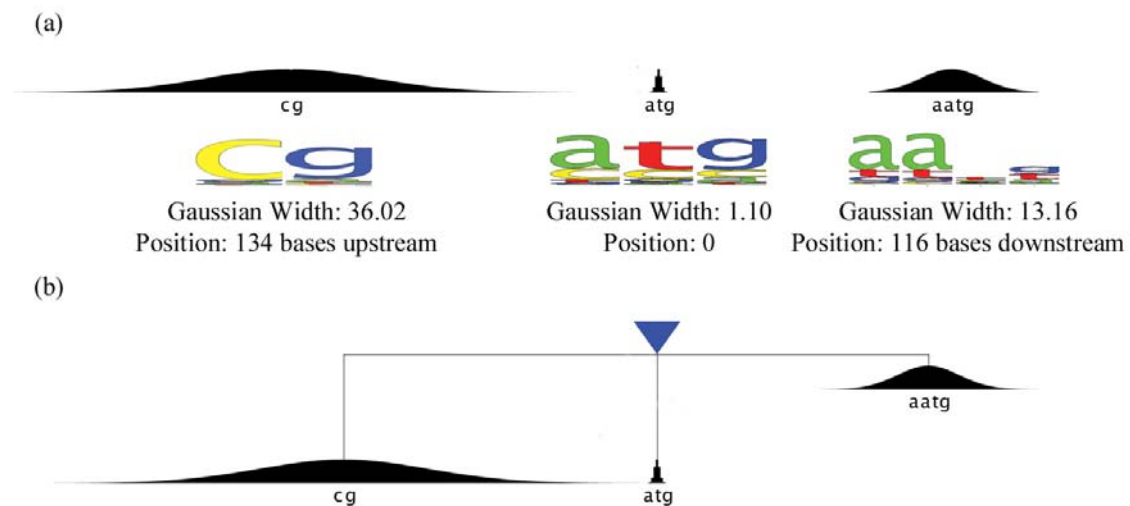 (a)
cg atg aatg
Cg atg aa
Gaussian Width: 36.02 Gaussian Width: 1.10 Gaussian Width: 13.16
Position: 134 bases upstream Position: 0 Position: 116 bases downstream
(b)
aatg
cg atg